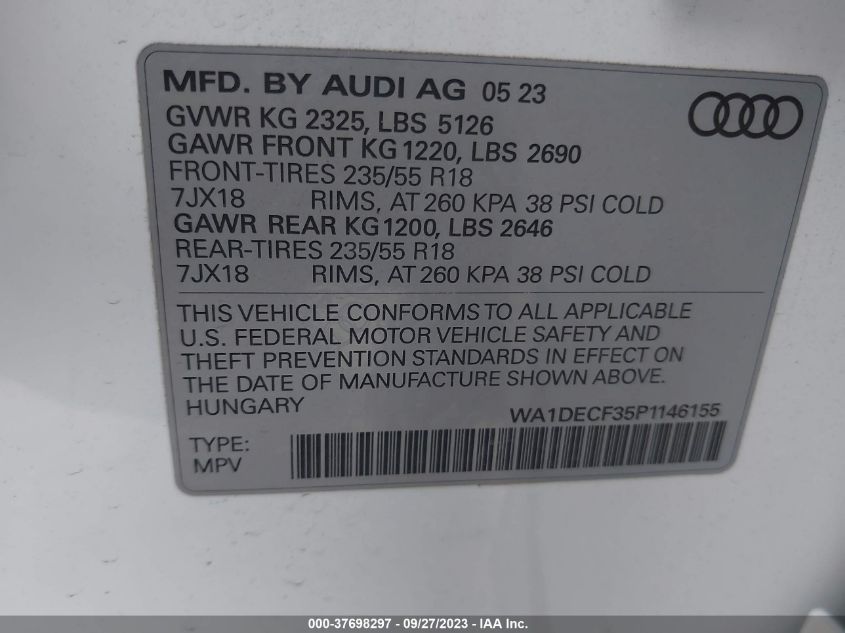 MFD. BY AUDI AG 05 23
GVWR KG 2325, LBS 5126
GAWR FRONT KG 1220, LBS 2690
FRONT-TIRES 235/55 R18
7JX18 RIMS, AT 260 KPA 38 PSI COLD
GAWR REAR KG1200, LBS 2646
REAR-TIRES 235/55 R18
7JX18 RIMS, AT 260 KPA 38 PSI COLD
THIS VEHICLE CONFORMS TO ALL APPLICABLE
U.S. FEDERAL MOTOR VEHICLE SAFETY AND
THEFT PREVENTION STANDARDS IN EFFECT ON
THE DATE OF MANUFACTURE SHOWN ABOVE.
HUNGARY
WA1DECF35P1146155
TYPE:
MPV
000-37698297 - 09/27/2023 - IAA Inc.